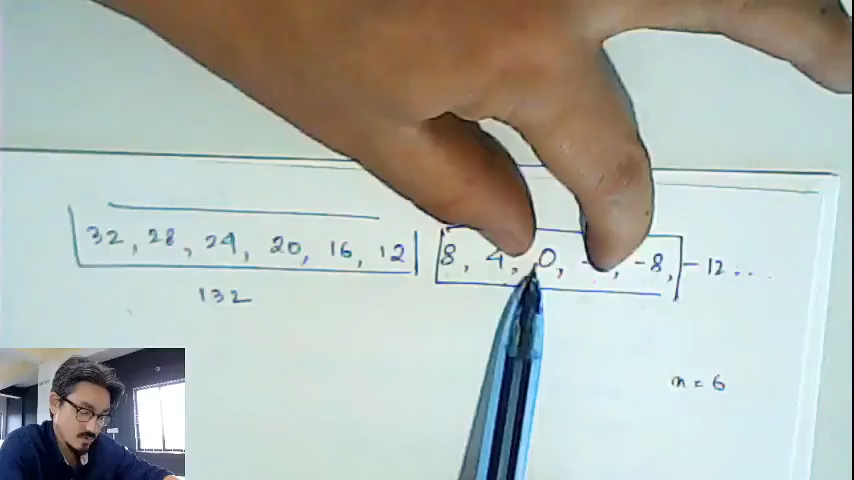 32, 28, 24, 20, 16, 12 8, 4, 0, - , -8, - 12 ...
132
n = 6